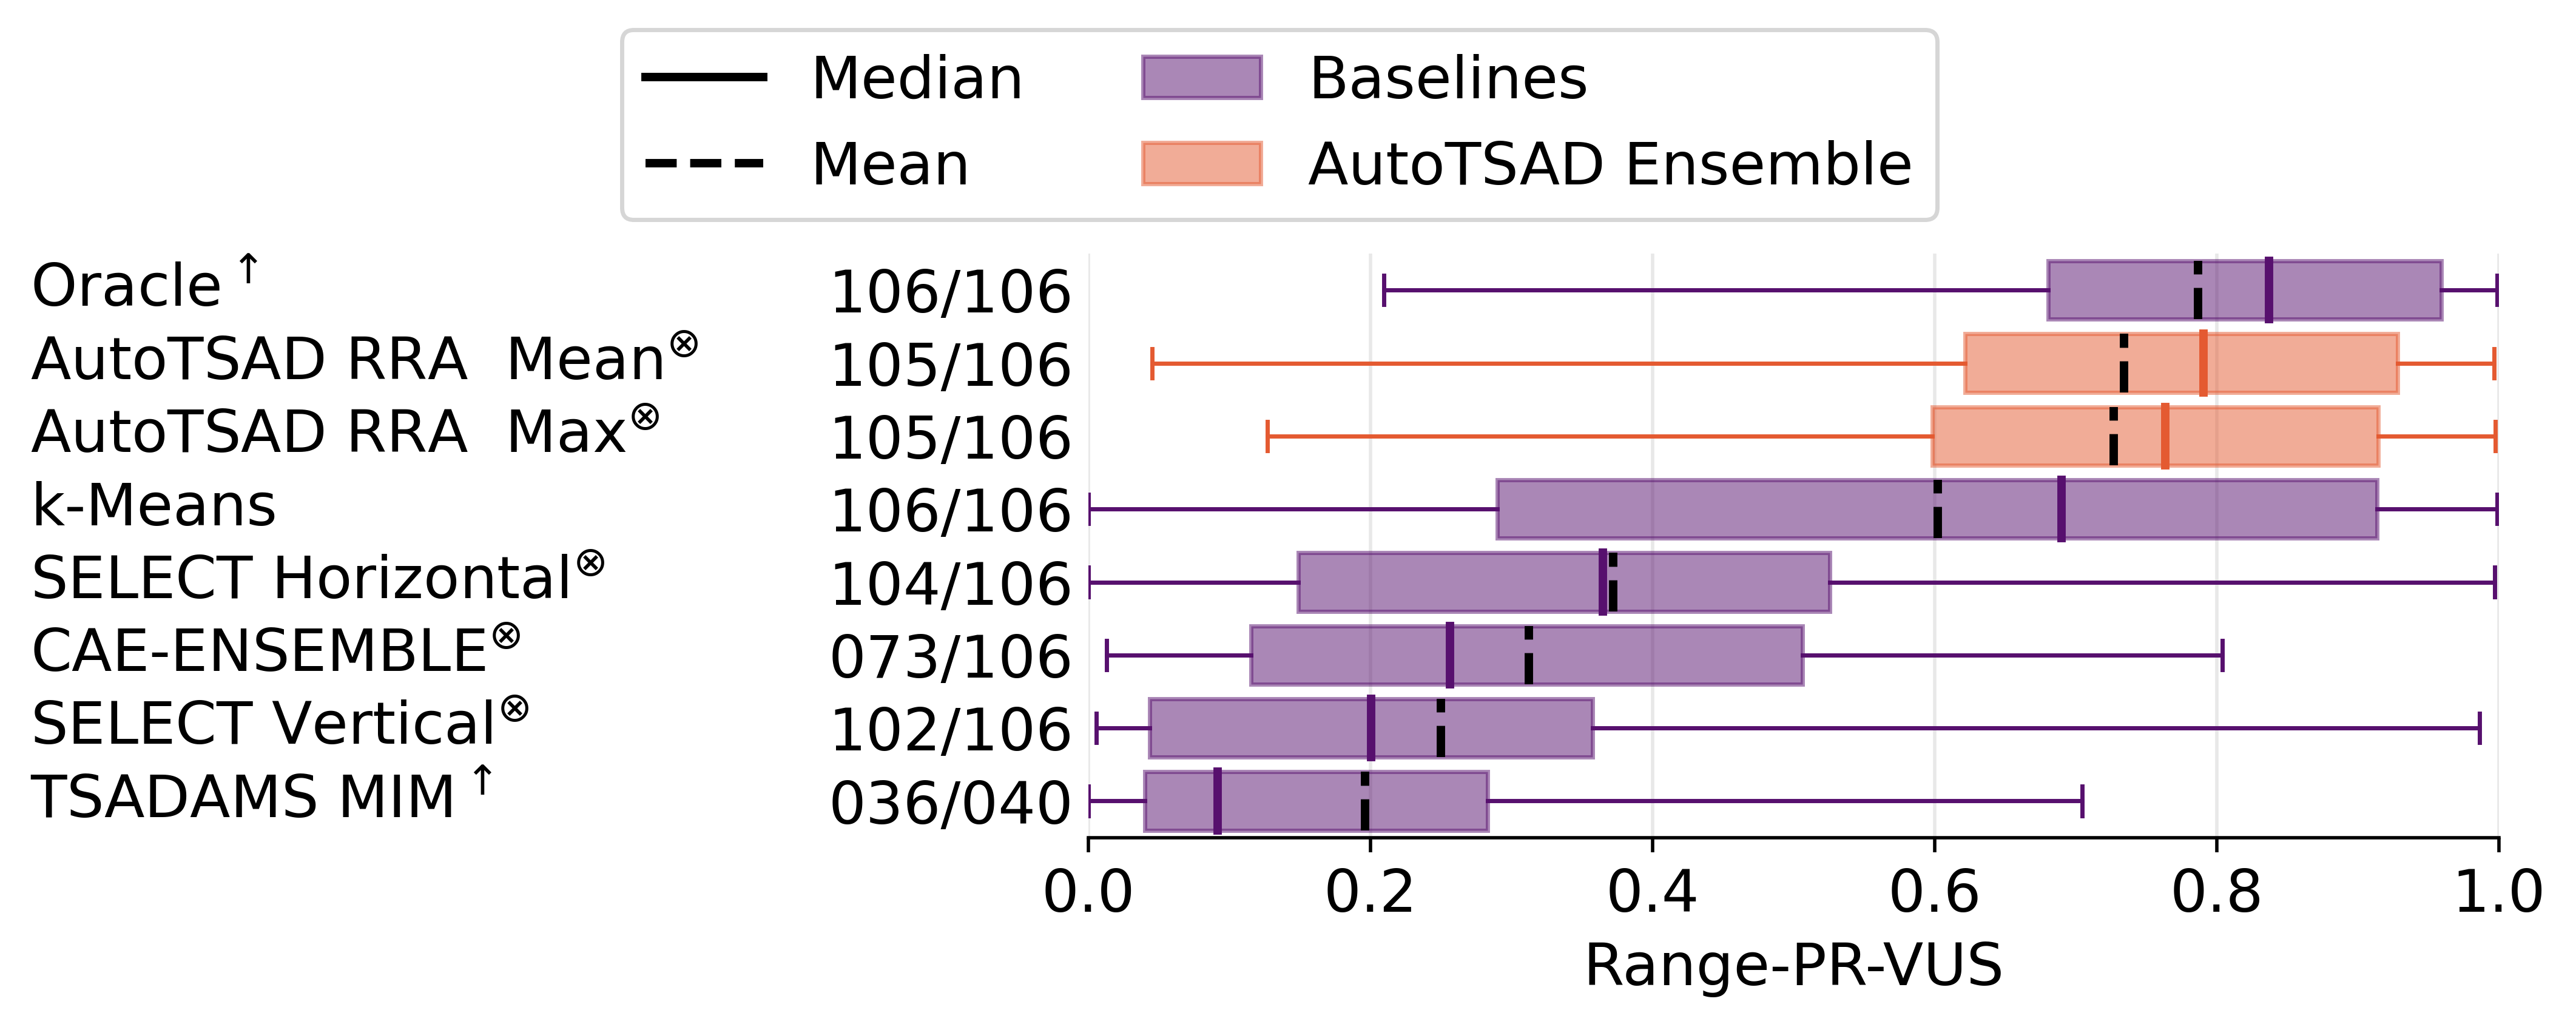 Median
Baselines
Mean
AutoTSAD Ensemble
Oracle ↑ 106/106
AutoTSAD RRA Mean⊗ 105/106
AutoTSAD RRA Max⊗ 105/106
k-Means 106/106
SELECT Horizontal⊗ 104/106
CAE-ENSEMBLE⊗ 073/106
SELECT Vertical⊗ 102/106
TSADAMS MIM ↑ 036/040
0.0 0.2 0.4 0.6 0.8 1.0
Range-PR-VUS